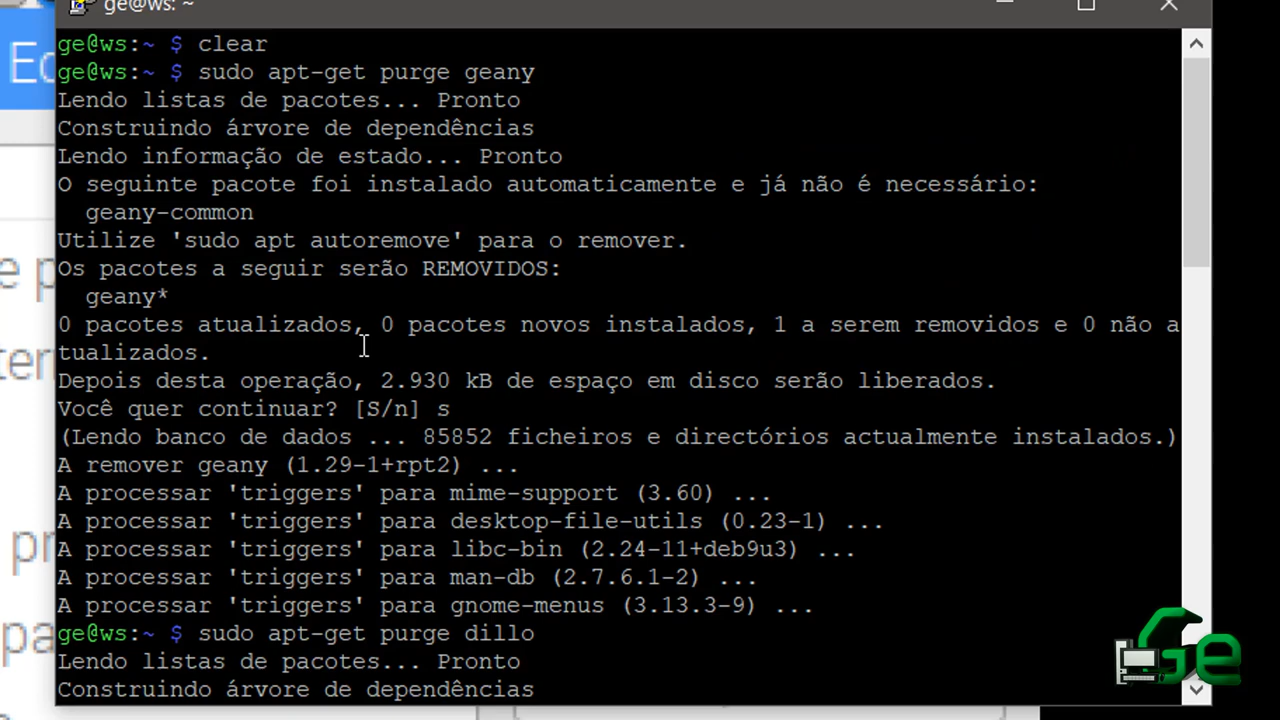 ge@ws: ~
ge@ws:~ $ clear
ge@ws:~ $ sudo apt-get purge geany
Lendo listas de pacotes... Pronto
Construindo árvore de dependências
Lendo informação de estado... Pronto
O seguinte pacote foi instalado automaticamente e já não é necessário:
geany-common
Utilize 'sudo apt autoremove' para o remover.
Os pacotes a seguir serão REMOVIDOS:
geany*
0 pacotes atualizados, 0 pacotes novos instalados, 1 a serem removidos e 0 não a
tualizados.
Depois desta operação, 2.930 kB de espaço em disco serão liberados.
Você quer continuar? [S/n] s
(Lendo banco de dados ... 85852 ficheiros e directórios actualmente instalados.)
A remover geany (1.29-1+rpt2) ...
A processar 'triggers' para mime-support (3.60) ...
A processar 'triggers' para desktop-file-utils (0.23-1) ...
A processar 'triggers' para libc-bin (2.24-11+deb9u3) ...
A processar 'triggers' para man-db (2.7.6.1-2) ...
A processar 'triggers' para gnome-menus (3.13.3-9) ...
ge@ws:~ $ sudo apt-get purge dillo
Lendo listas de pacotes... Pronto
Construindo árvore de dependências
Ge